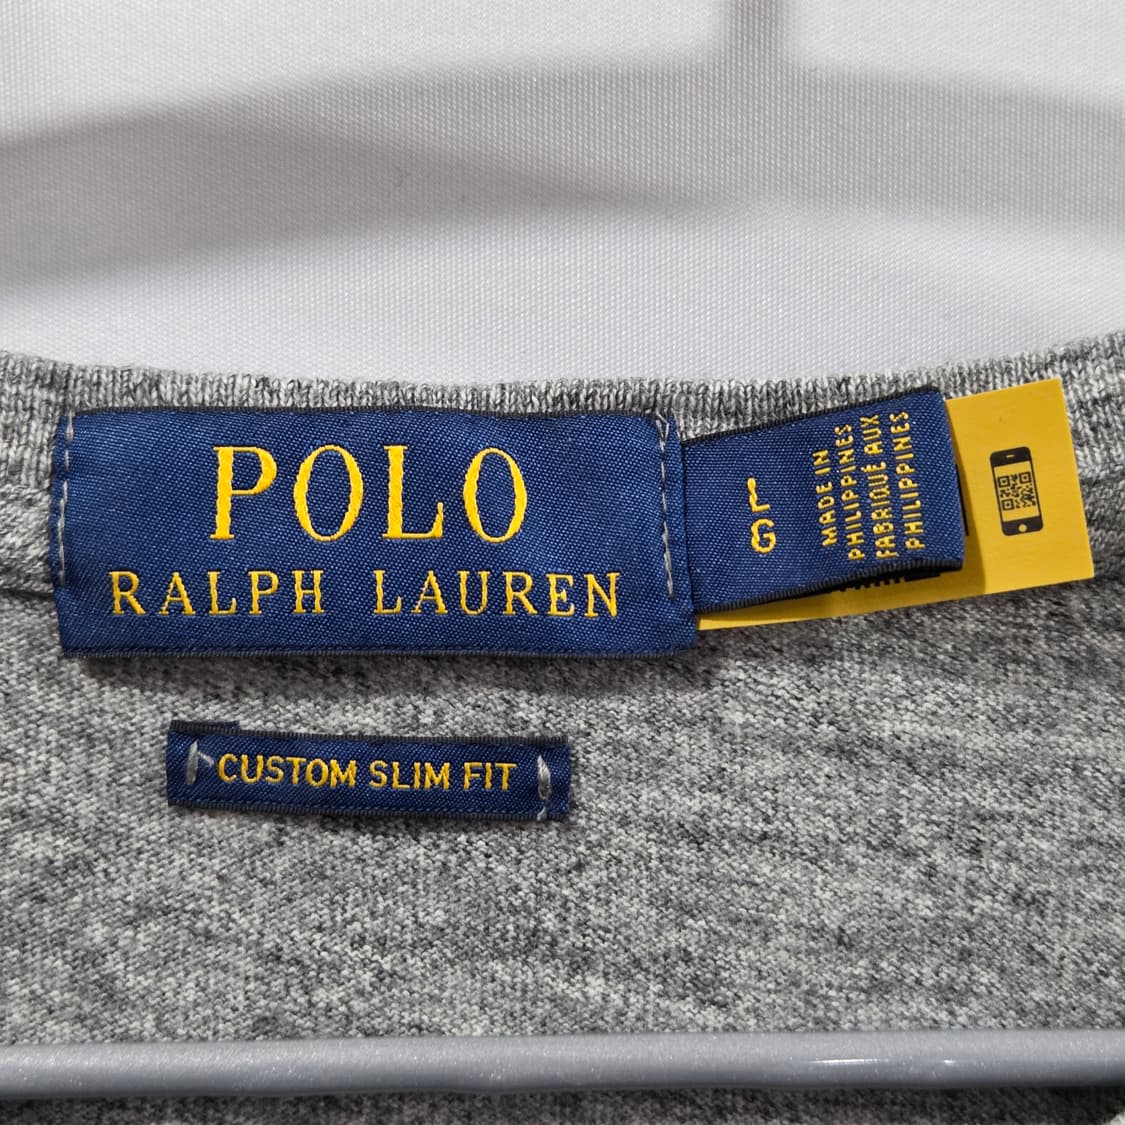 POLO
RALPH LAUREN
L
G
MADE IN
PHILIPPINES
FABRIQUÉ AUX
PHILIPPINES
CUSTOM SLIM FIT